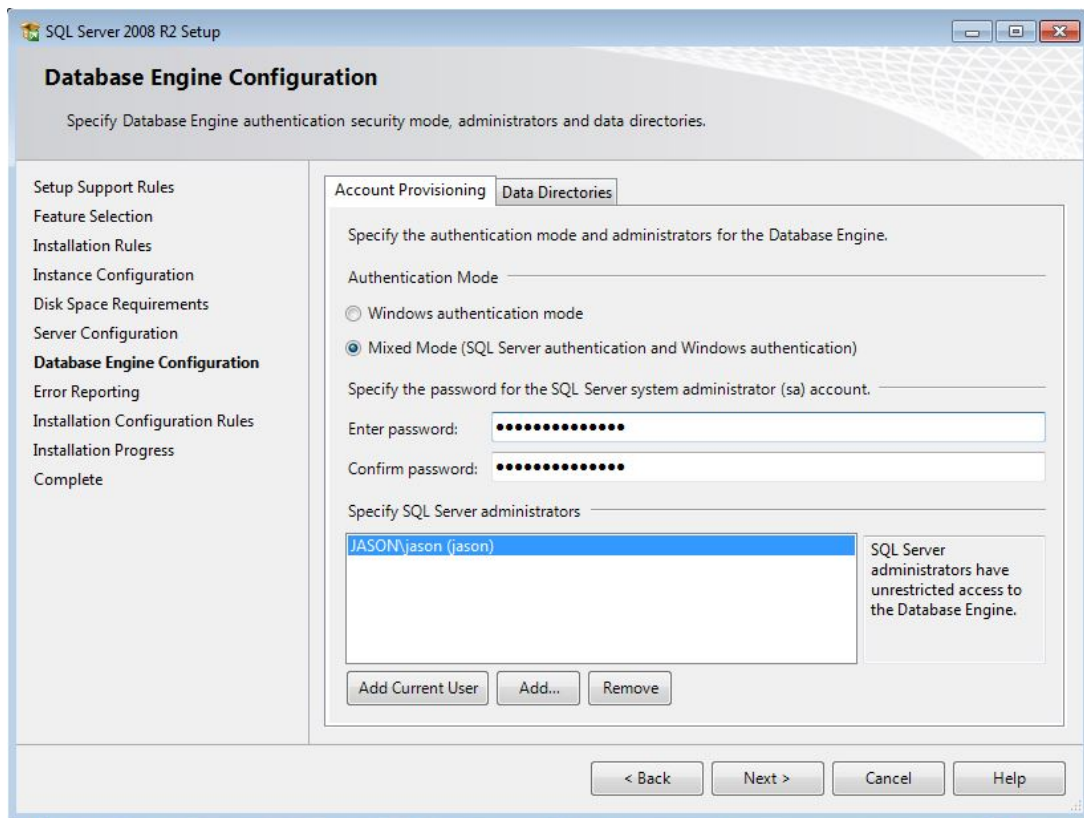 SQL Server 2008 R2 Setup
Database Engine Configuration
Specify Database Engine authentication security mode, administrators and data directories.
Setup Support Rules
Feature Selection
Installation Rules
Instance Configuration
Disk Space Requirements
Server Configuration
Database Engine Configuration
Error Reporting
Installation Configuration Rules
Installation Progress
Complete
Account Provisioning
Data Directories
Specify the authentication mode and administrators for the Database Engine.
Authentication Mode
Windows authentication mode
Mixed Mode (SQL Server authentication and Windows authentication)
Specify the password for the SQL Server system administrator (sa) account.
Enter password: ●●●●●●●●●●●●●●
Confirm password: ●●●●●●●●●●●●●●
Specify SQL Server administrators
JASON\jason (jason)
SQL Server
administrators have
unrestricted access to
the Database Engine.
Add Current User
Add...
Remove
< Back
Next >
Cancel
Help